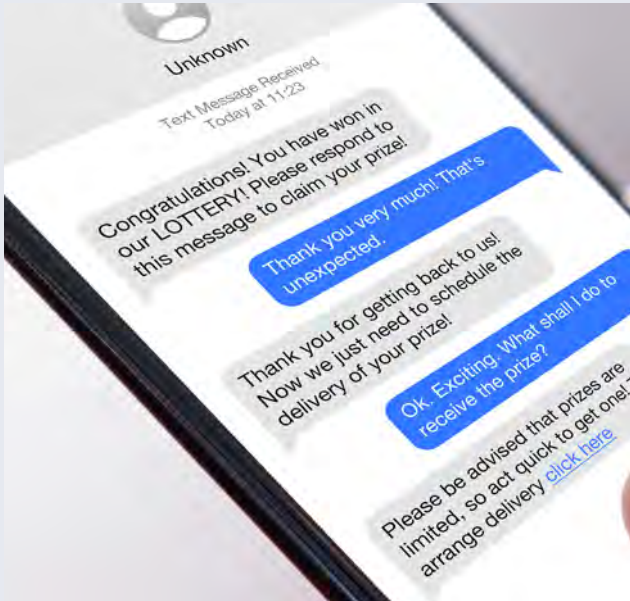 Unknown
Text Message Received
Today at 11:23
Congratulations! You have won in
our LOTTERY! Please respond to
this message to claim your prize!
Thank you very much! That's
unexpected.
Thank you for getting back to us!
Now we just need to schedule the
delivery of your prize!
Ok. Exciting. What shall I do to
receive the prize?
Please be advised that prizes are
limited, so act quick to get one!
arrange delivery click here